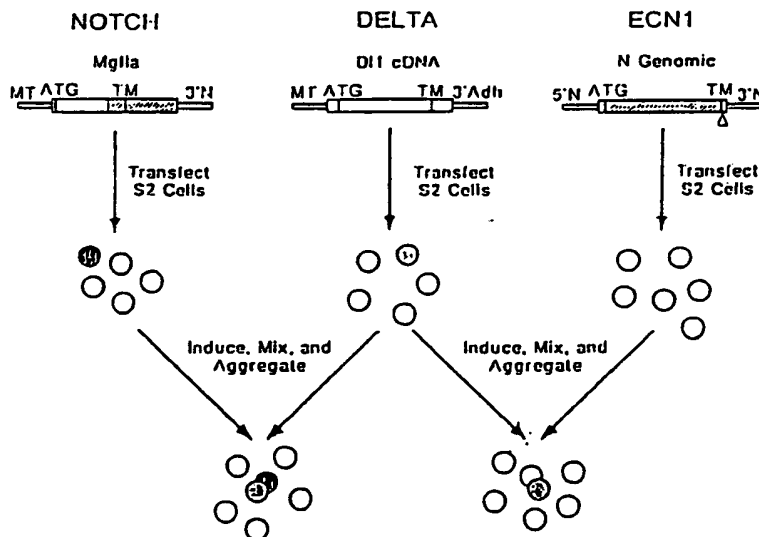 NOTCH DELTA ECN1
MgIIa Dl1 cDNA N Genomic
MT ATG TM 3'N MT ATG TM 3'Adh 5'N ATG TM 3'N
Transfect S2 Cells Transfect S2 Cells Transfect S2 Cells
Induce, Mix, and Aggregate Induce, Mix, and Aggregate